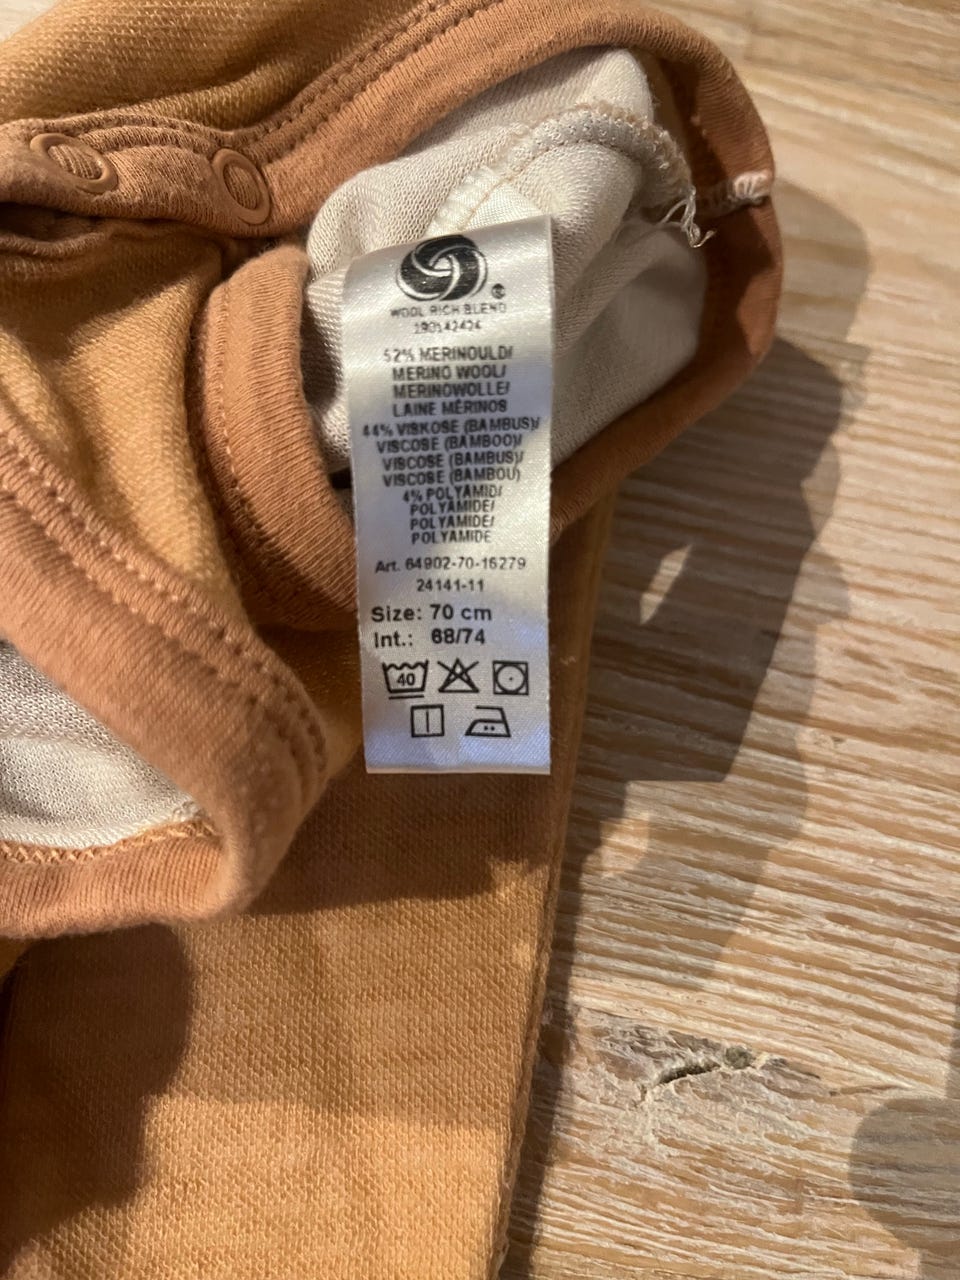 WOOL RICH BLEND
190142424
52% MERINOULD/
MERINO WOOL/
MERINOWOLLE/
LAINE MÉRINOS
44% VISKOSE (BAMBUS)/
VISCOSE (BAMBOO)/
VISCOSE (BAMBUS)/
VISCOSE (BAMBOU)
4% POLYAMID/
POLYAMIDE/
POLYAMIDE/
POLYAMIDE
Art. 64902-70-16279
24141-11
Size: 70 cm
Int.: 68/74
40